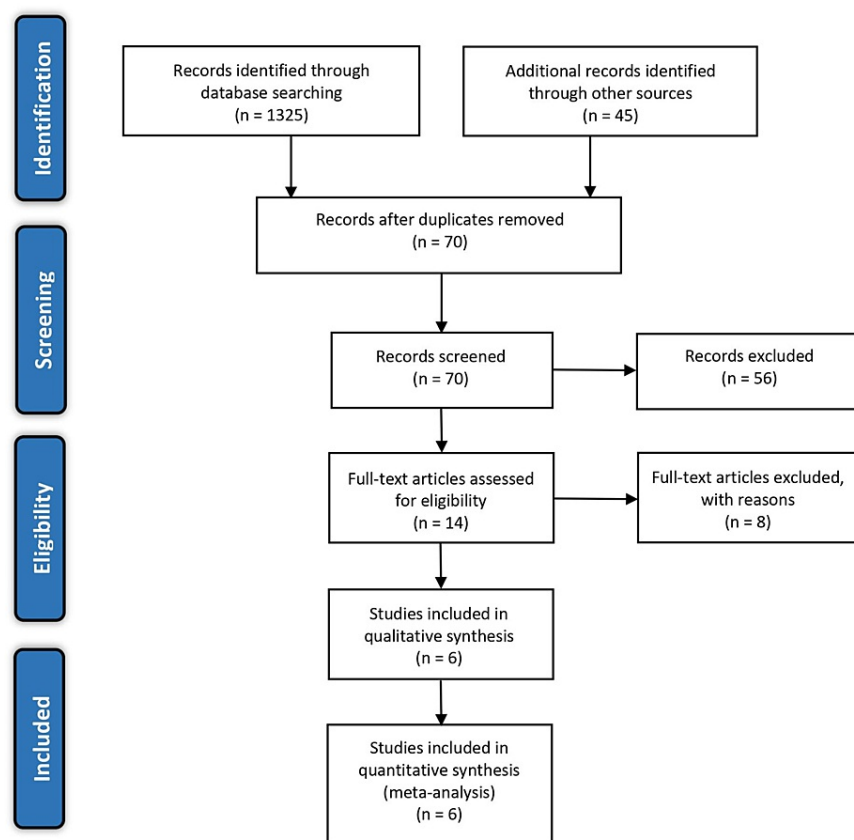 Identification
Records identified through
database searching
(n = 1325)
Additional records identified
through other sources
(n = 45)
Records after duplicates removed
(n = 70)
Screening
Records screened
(n = 70)
Records excluded
(n = 56)
Eligibility
Full-text articles assessed
for eligibility
(n = 14)
Full-text articles excluded,
with reasons
(n = 8)
Studies included in
qualitative synthesis
(n = 6)
Included
Studies included in
quantitative synthesis
(meta-analysis)
(n = 6)